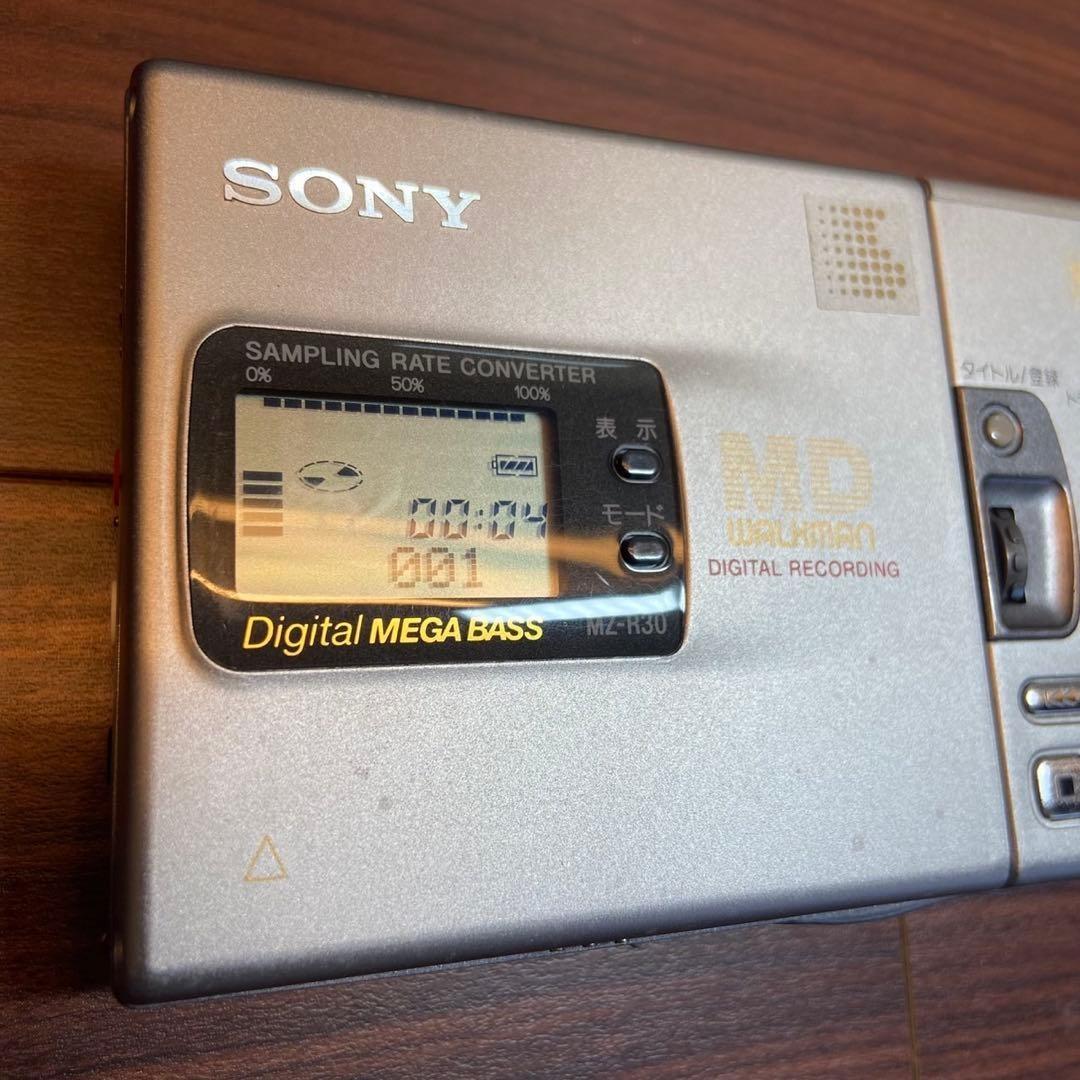 SONY
SAMPLING RATE CONVERTER
0% 50% 100%
表示
00:04
モード
001
Digital MEGA BASS
MZ-R30
MD
WALKMAN
DIGITAL RECORDING
タイトル/登録